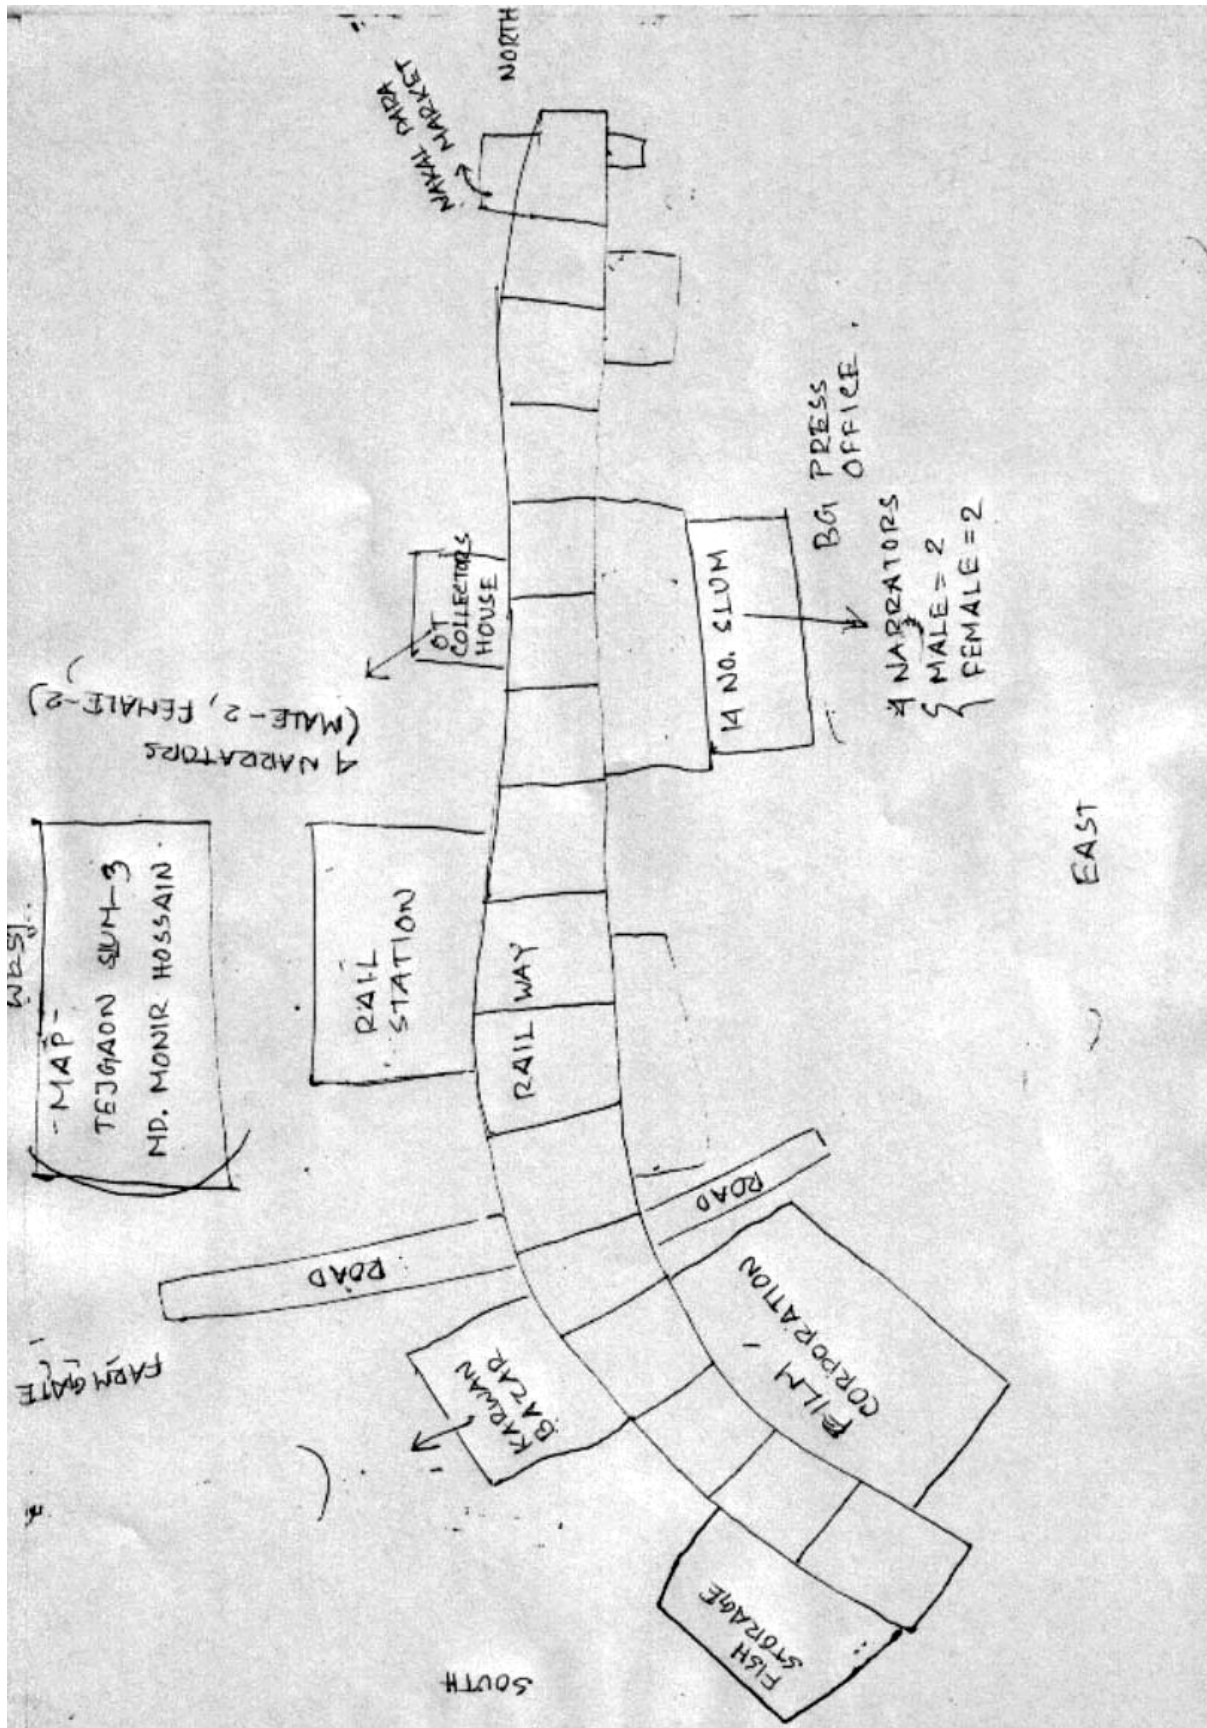 NORTH
NAKAL PARA
MARKET
BG PRESS
OFFICE.
OT
COLLECTORS
HOUSE
14 NO. SLUM
4 NARRATORS
MALE = 2
FEMALE = 2
4 NARRATORS
(MALE-2, FEMALE-2)
WEST
-MAP-
TEJGAON SLUM-3
MD. MONIR HOSSAIN
RAIL
STATION
RAIL WAY
EAST
ROAD
ROAD
FARM GATE
KARWAN
BAZAR
FILM
CORPORATION
FISH
STORAGE
SOUTH